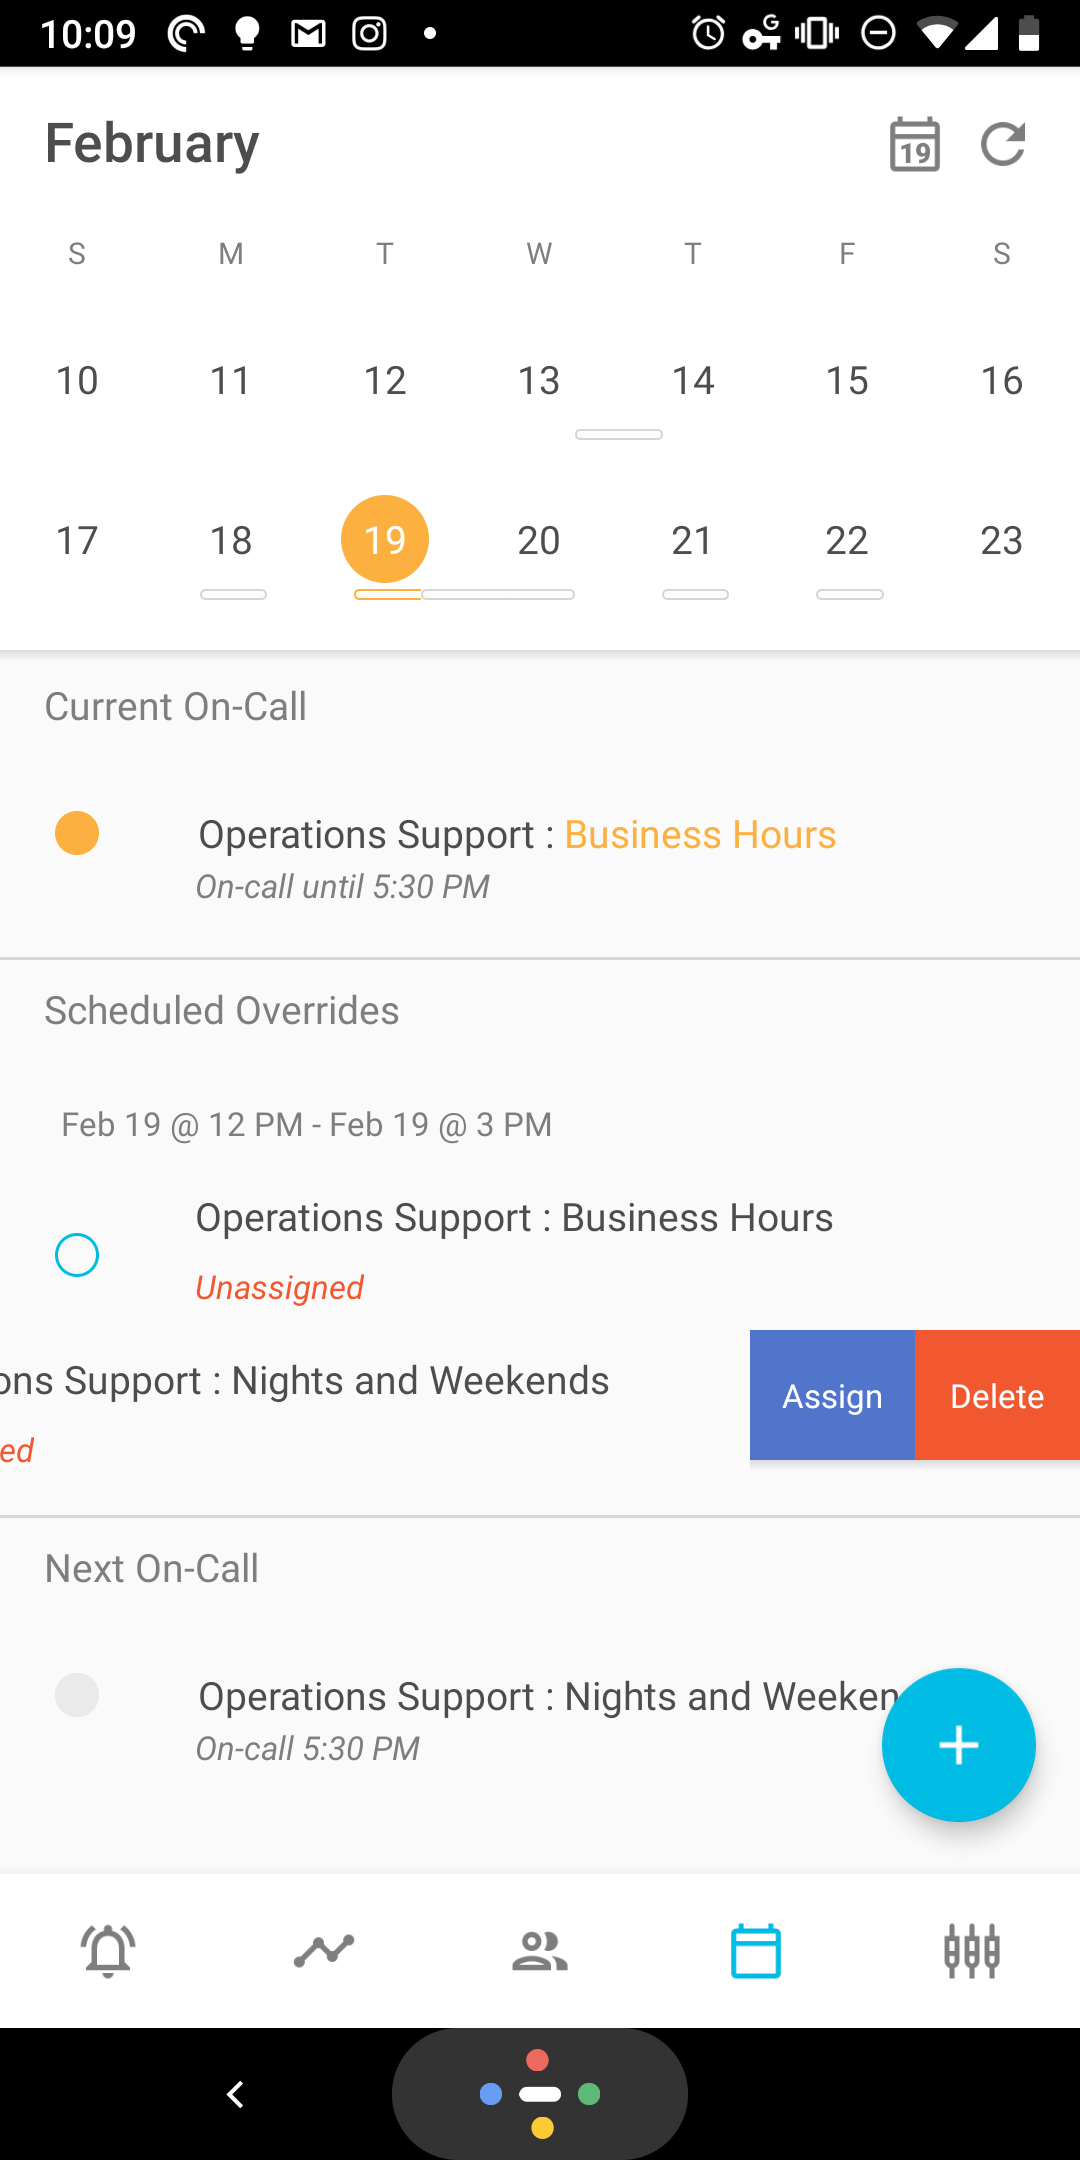 10:09
G
February
19
S M T W T F S
10 11 12 13 14 15 16
17 18 19 20 21 22 23
Current On-Call
Operations Support : Business Hours
On-call until 5:30 PM
Scheduled Overrides
Feb 19 @ 12 PM - Feb 19 @ 3 PM
Operations Support : Business Hours
Unassigned
ons Support : Nights and Weekends
ed
Assign
Delete
Next On-Call
Operations Support : Nights and Weeken
On-call 5:30 PM